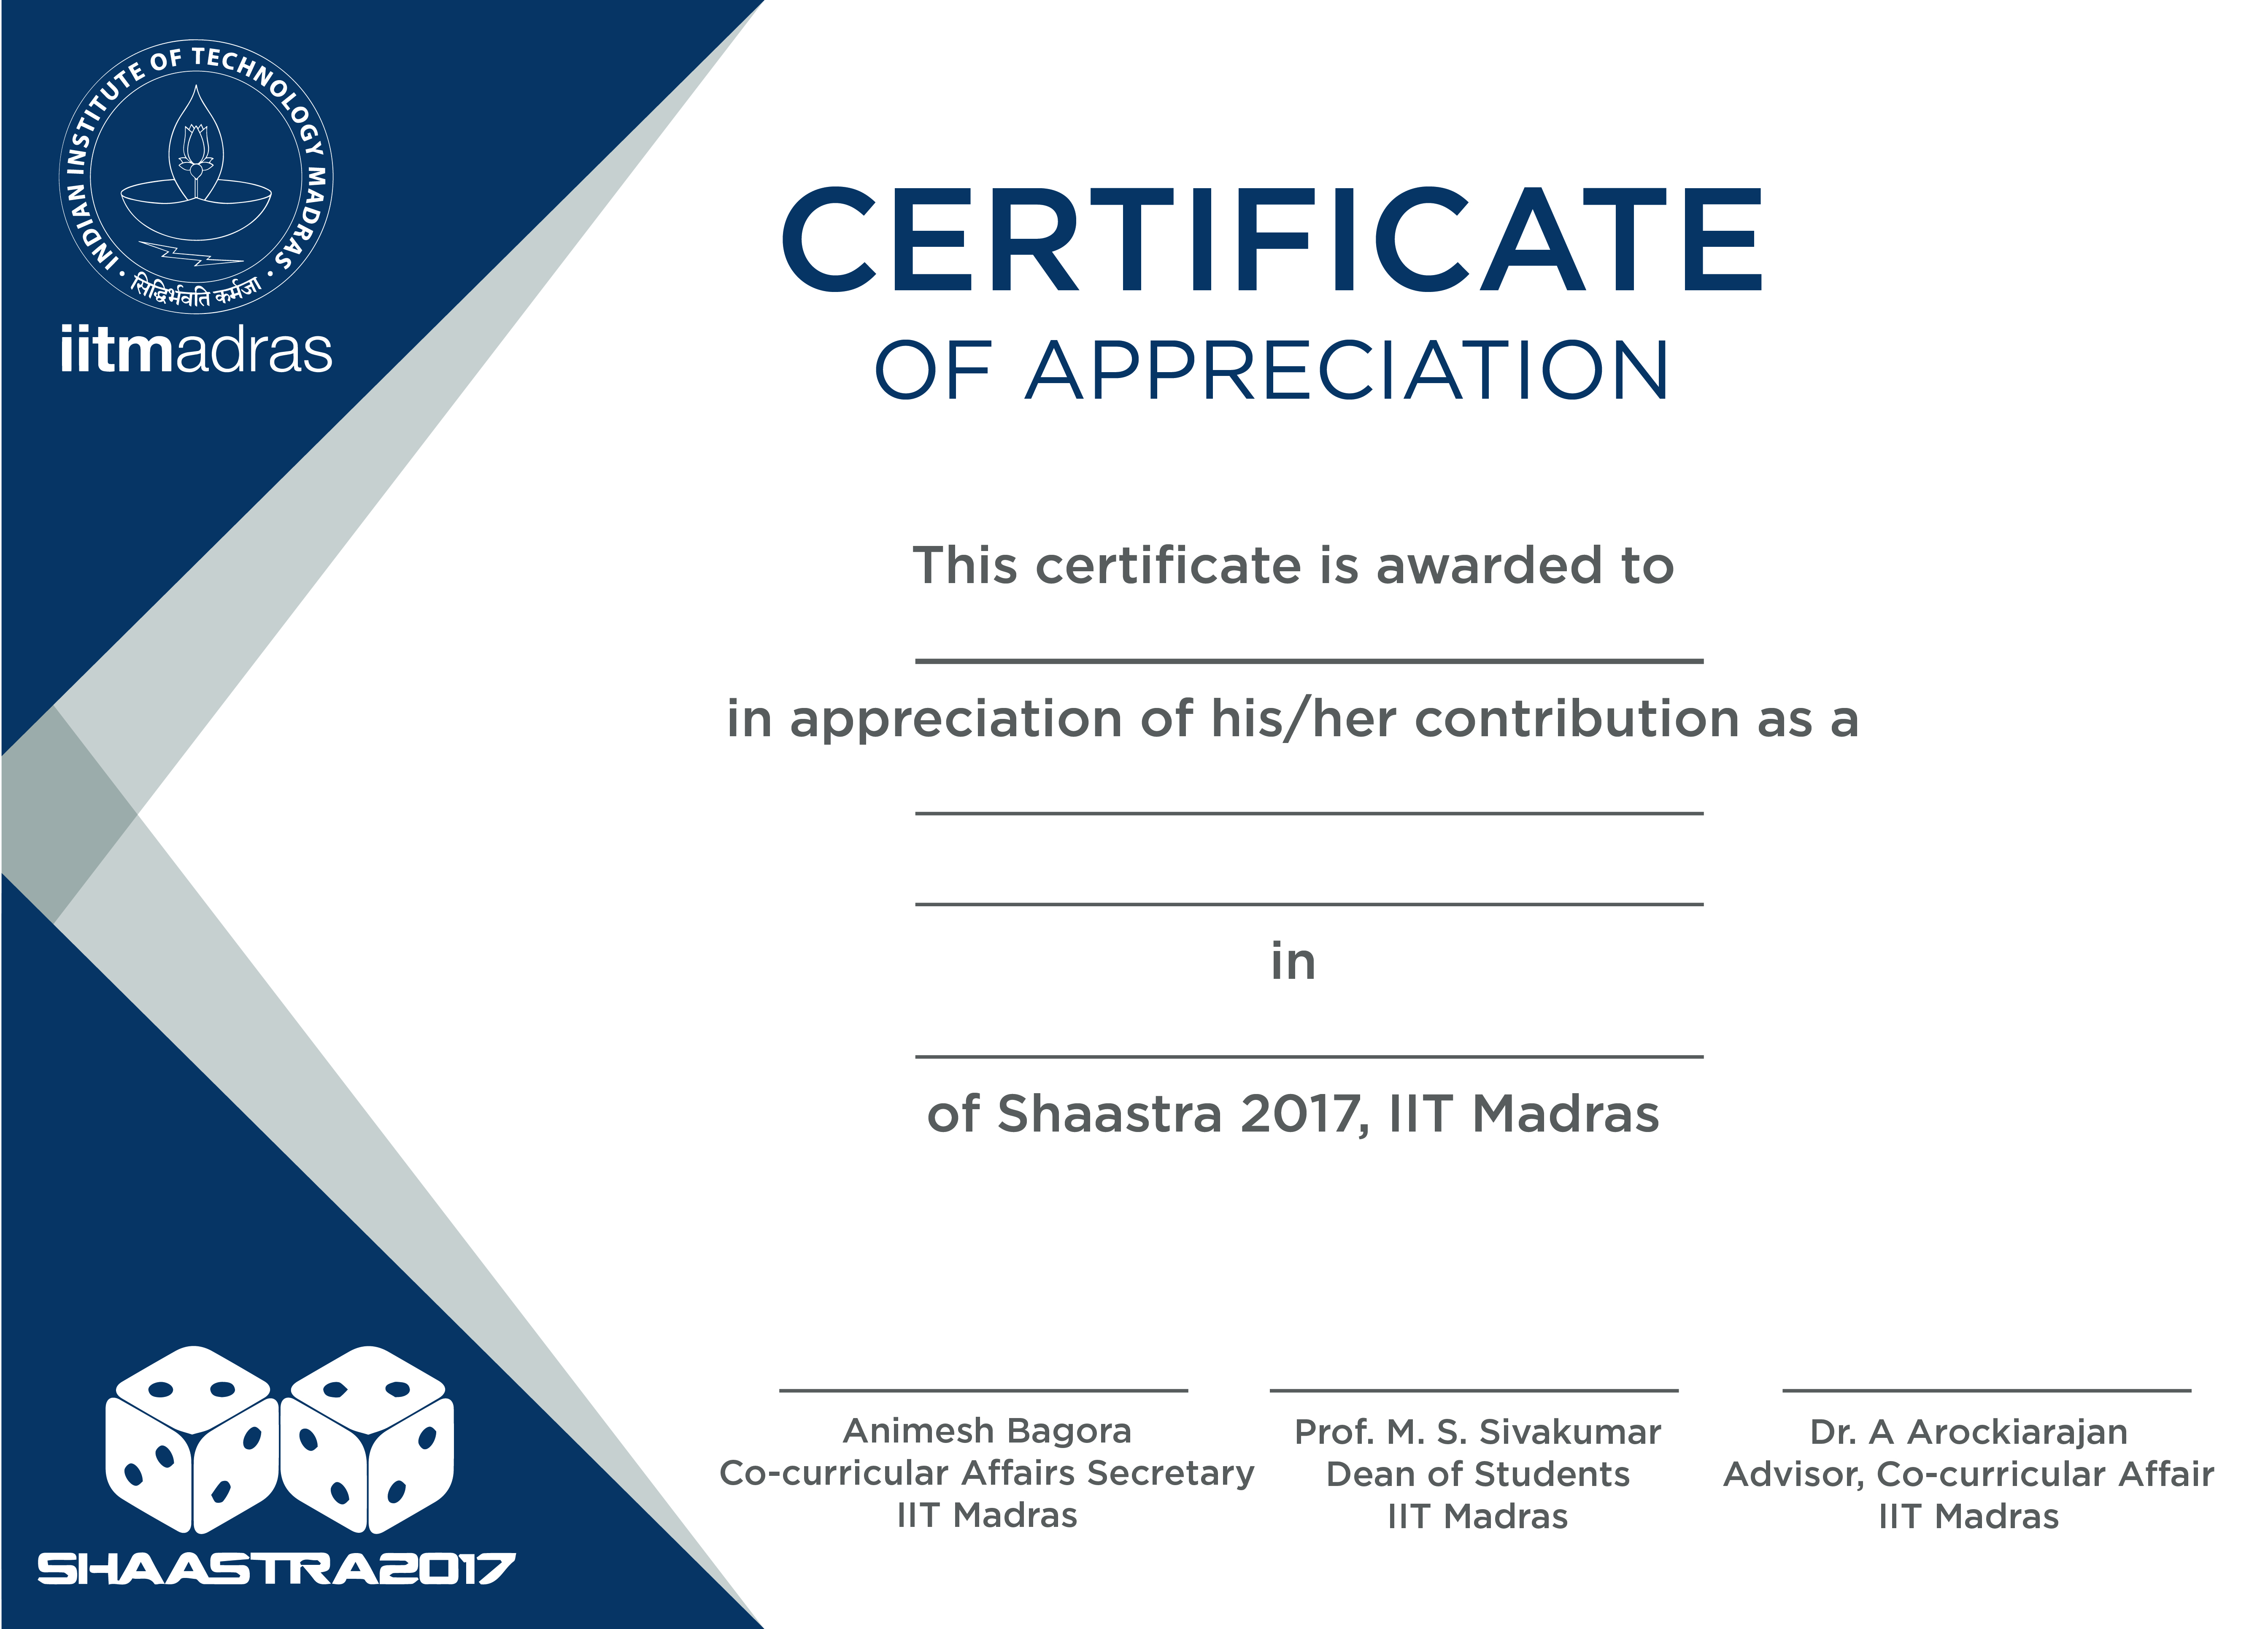 INDIAN INSTITUTE OF TECHNOLOGY MADRAS
सिद्धिर्भवति कर्मजा
iitmadras
CERTIFICATE
OF APPRECIATION
This certificate is awarded to
in appreciation of his/her contribution as a
in
of Shaastra 2017, IIT Madras
Animesh Bagora
Co-curricular Affairs Secretary
IIT Madras
Prof. M. S. Sivakumar
Dean of Students
IIT Madras
Dr. A Arockiarajan
Advisor, Co-curricular Affair
IIT Madras
SHAASTRA2017